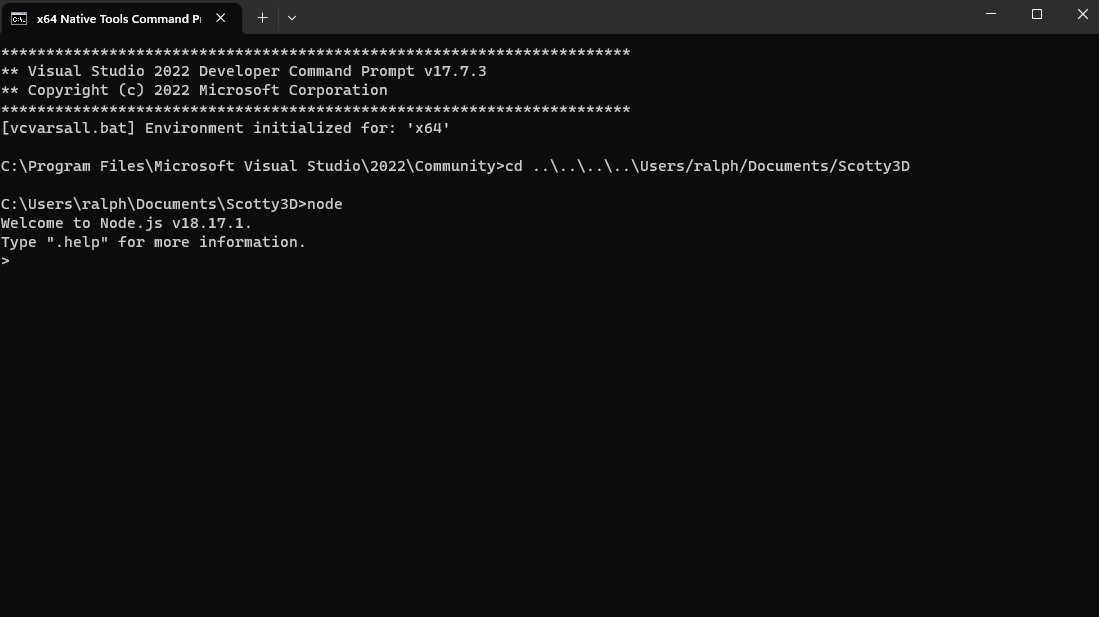 x64 Native Tools Command Pr
**********************************************************************
** Visual Studio 2022 Developer Command Prompt v17.7.3
** Copyright (c) 2022 Microsoft Corporation
**********************************************************************
[vcvarsall.bat] Environment initialized for: 'x64'
C:\Program Files\Microsoft Visual Studio\2022\Community>cd ..\..\..\..\Users/ralph/Documents/Scotty3D
C:\Users\ralph\Documents\Scotty3D>node
Welcome to Node.js v18.17.1.
Type ".help" for more information.
>